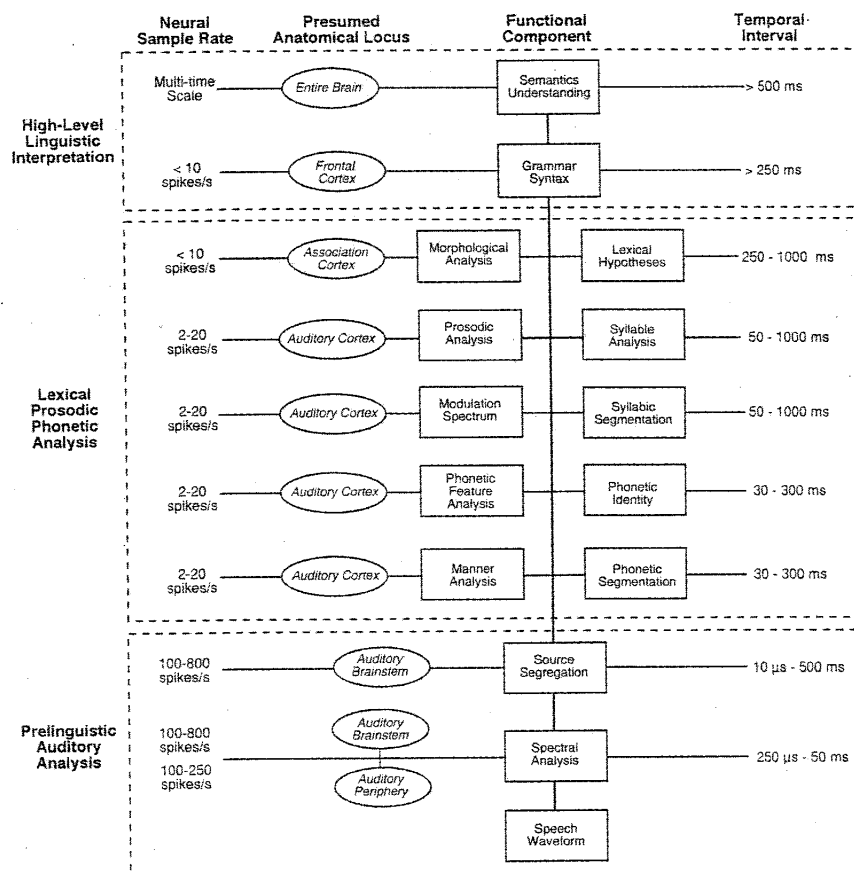 Neural
Sample Rate
Presumed
Anatomical Locus
Functional
Component
Temporal
Interval
High-Level
Linguistic
Interpretation
Multi-time
Scale
Entire Brain
Semantics
Understanding
> 500 ms
< 10
spikes/s
Frontal
Cortex
Grammar
Syntax
> 250 ms
Lexical
Prosodic
Phonetic
Analysis
< 10
spikes/s
Association
Cortex
Morphological
Analysis
Lexical
Hypotheses
250 - 1000 ms
2-20
spikes/s
Auditory Cortex
Prosodic
Analysis
Syllable
Analysis
50 - 1000 ms
2-20
spikes/s
Auditory Cortex
Modulation
Spectrum
Syllabic
Segmentation
50 - 1000 ms
2-20
spikes/s
Auditory Cortex
Phonetic
Feature
Analysis
Phonetic
Identity
30 - 300 ms
2-20
spikes/s
Auditory Cortex
Manner
Analysis
Phonetic
Segmentation
30 - 300 ms
Prelinguistic
Auditory
Analysis
100-800
spikes/s
Auditory
Brainstem
Source
Segregation
10 µs - 500 ms
100-800
spikes/s
100-250
spikes/s
Auditory
Brainstem
Auditory
Periphery
Spectral
Analysis
250 µs - 50 ms
Speech
Waveform